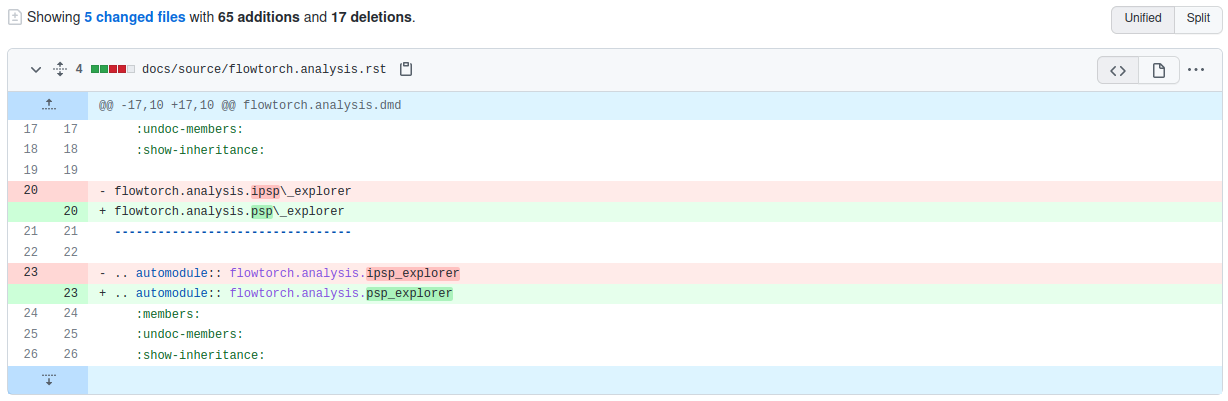 Showing 5 changed files with 65 additions and 17 deletions.
Unified Split
4 docs/source/flowtorch.analysis.rst
@@ -17,10 +17,10 @@ flowtorch.analysis.dmd
17 17 :undoc-members:
18 18 :show-inheritance:
19 19
20 - flowtorch.analysis.ipsp\_explorer
20 + flowtorch.analysis.psp\_explorer
21 21 ---------------------------------
22 22
23 - .. automodule:: flowtorch.analysis.ipsp_explorer
23 + .. automodule:: flowtorch.analysis.psp_explorer
24 24 :members:
25 25 :undoc-members:
26 26 :show-inheritance: